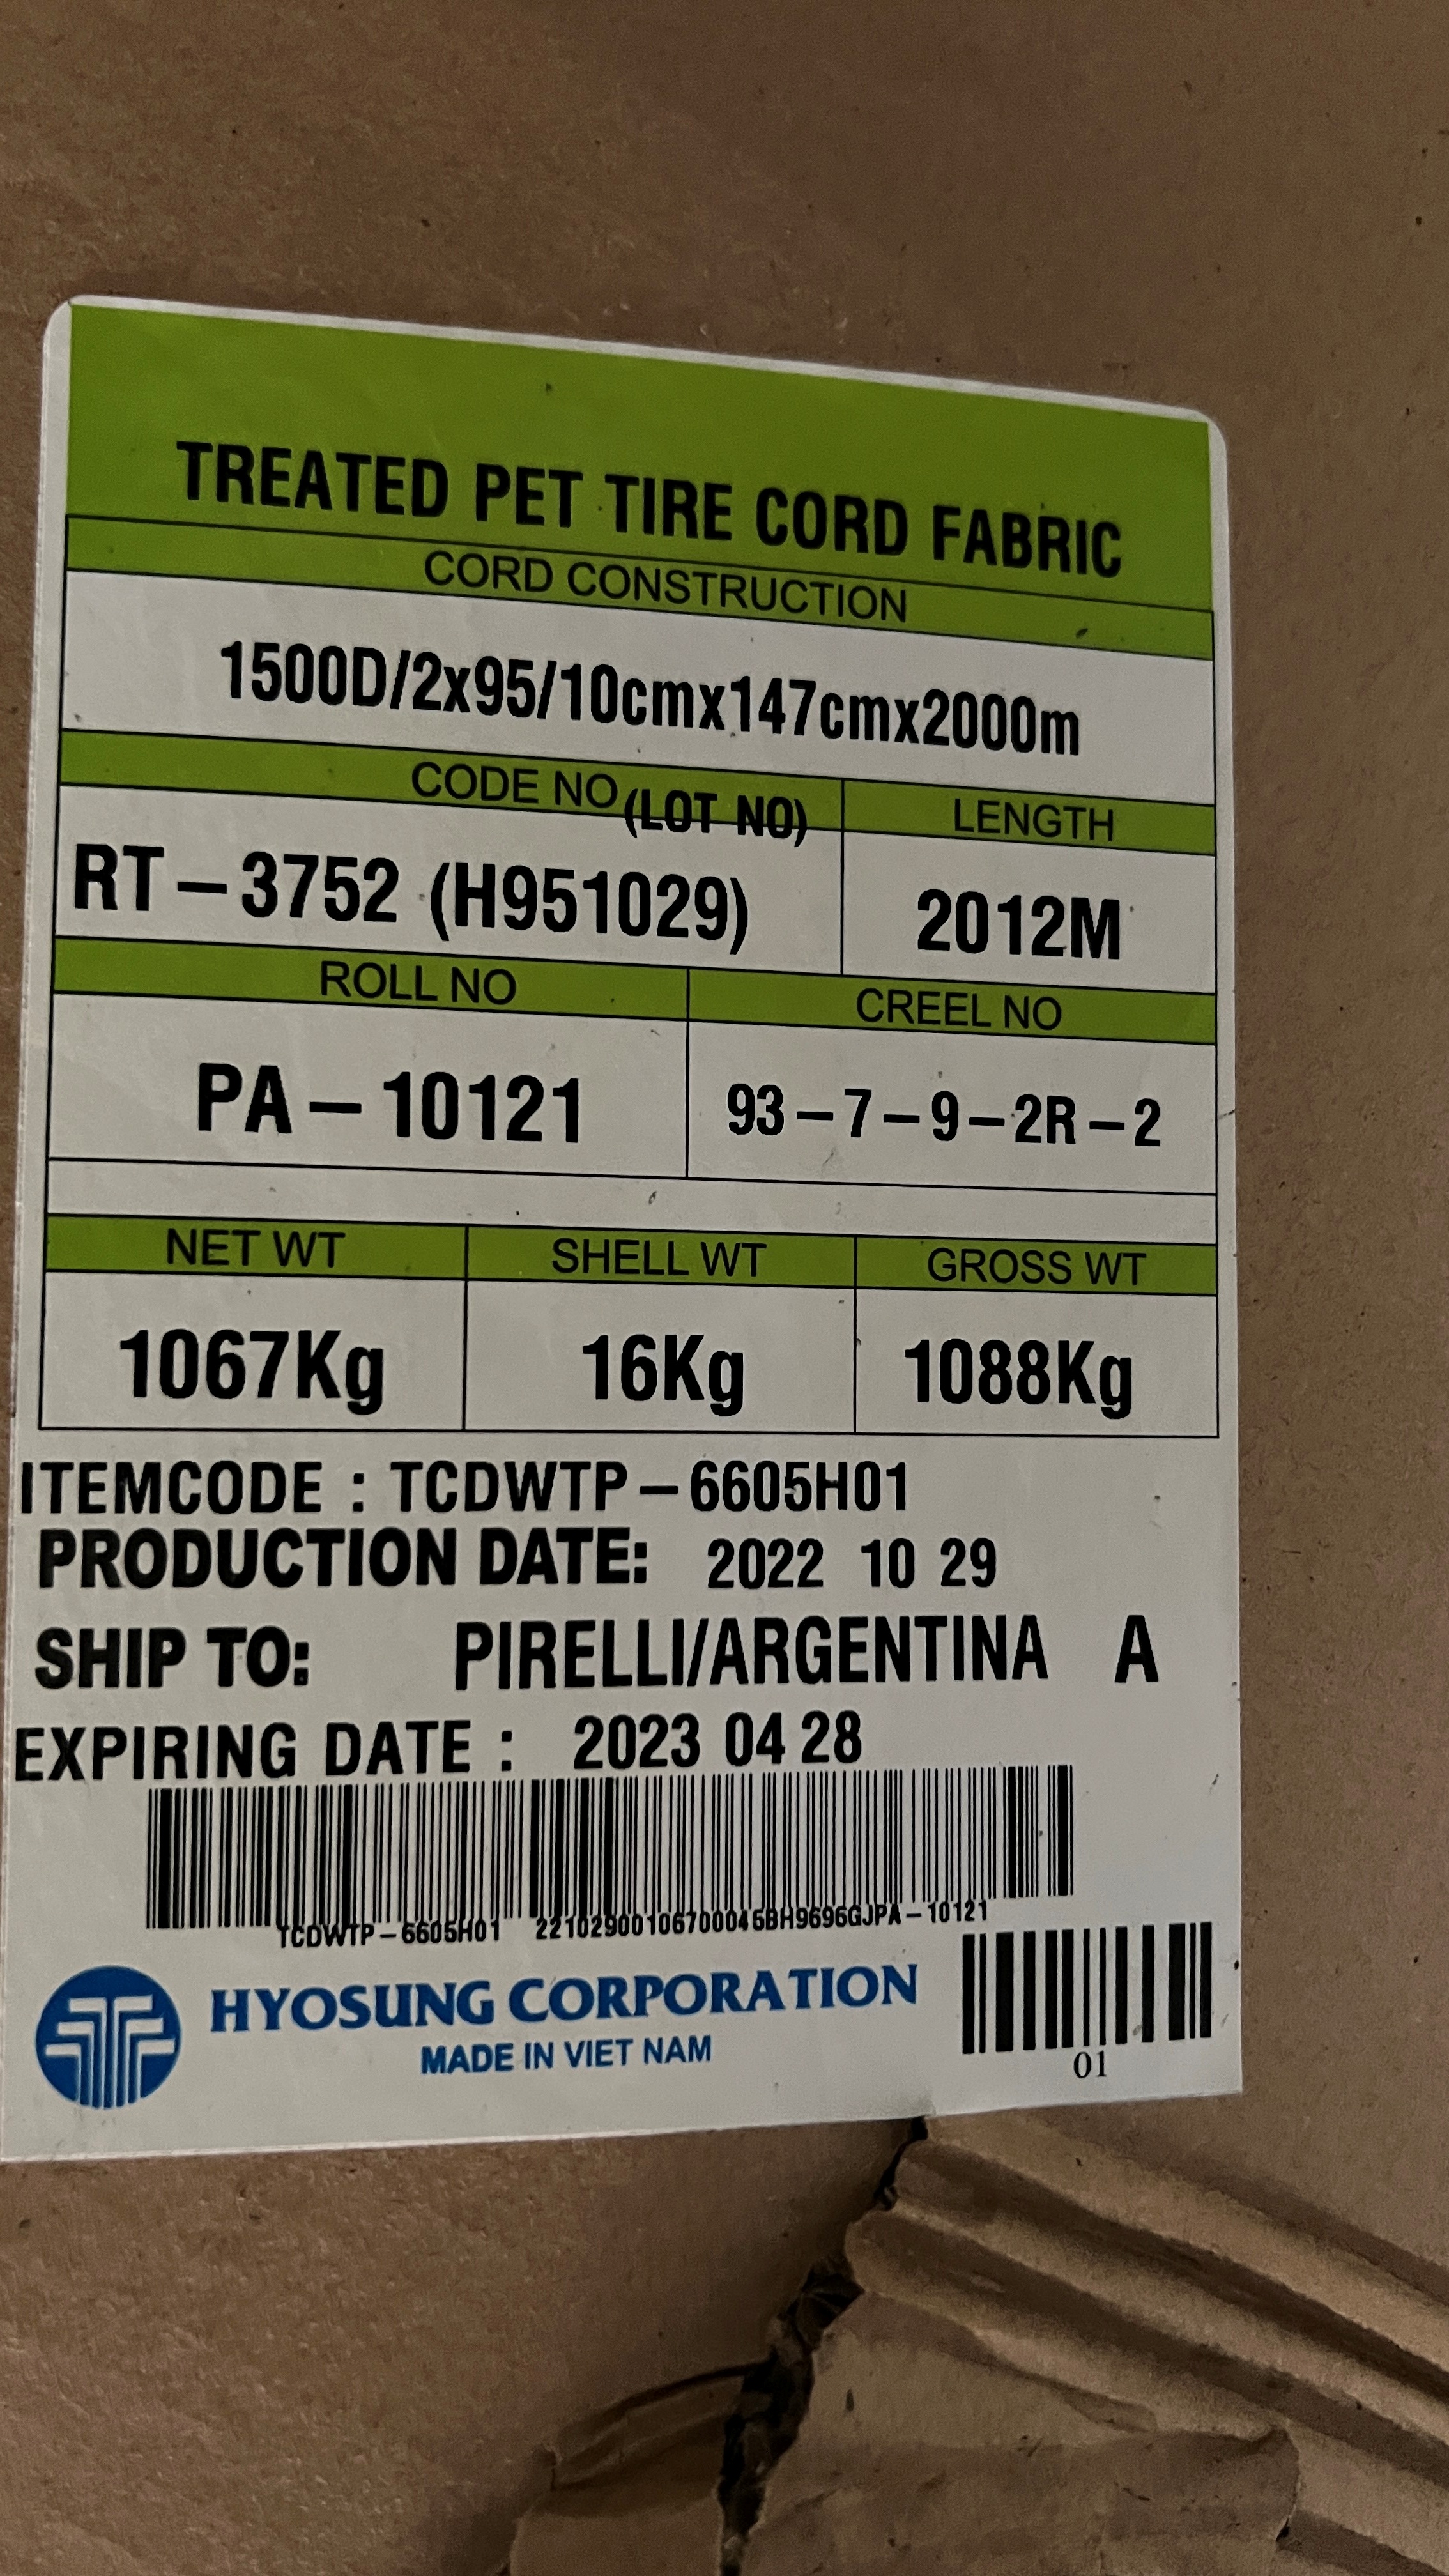 TREATED PET TIRE CORD FABRIC
CORD CONSTRUCTION
1500D/2x95/10cmx147cmx2000m
CODE NO (LOT NO) LENGTH
RT-3752 (H951029) 2012M
ROLL NO CREEL NO
PA-10121 93-7-9-2R-2
NET WT SHELL WT GROSS WT
1067Kg 16Kg 1088Kg
ITEMCODE : TCDWTP-6605H01
PRODUCTION DATE: 2022 10 29
SHIP TO: PIRELLI/ARGENTINA A
EXPIRING DATE : 2023 04 28
TCDWTP-6605H01 22102900106700045BH9696GJPA-10121
HYOSUNG CORPORATION
MADE IN VIET NAM
01